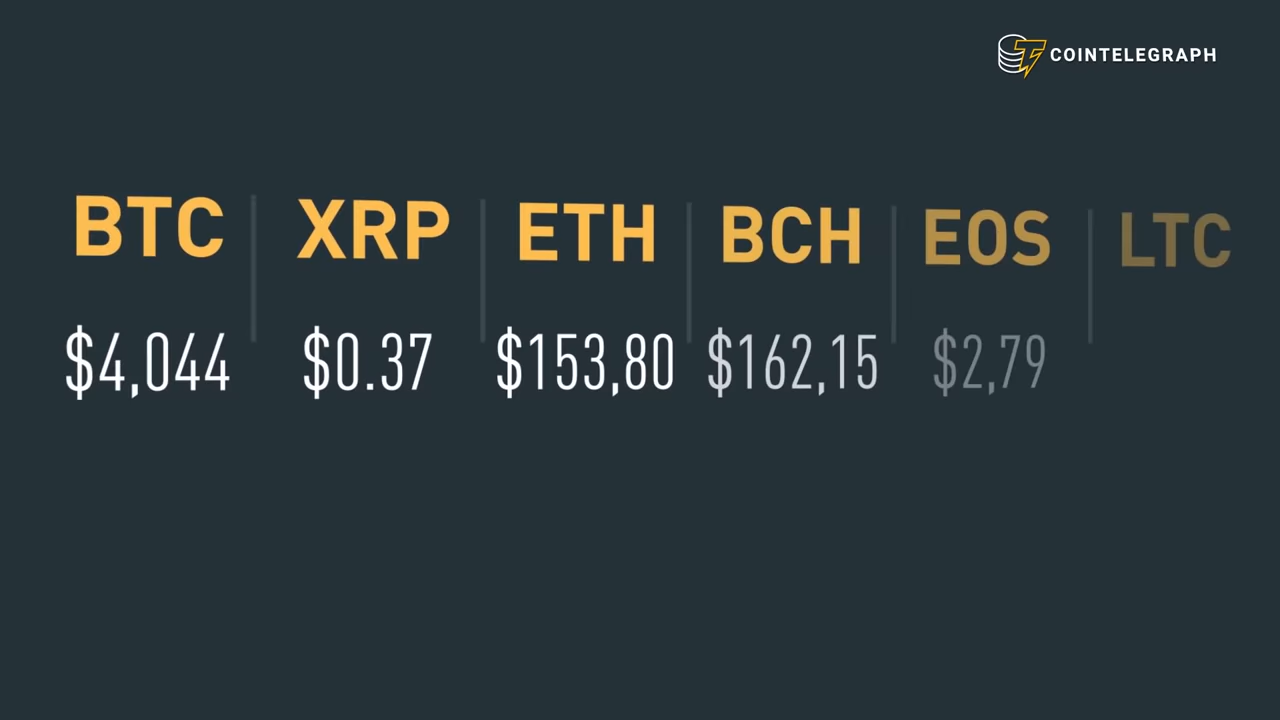 COINTELEGRAPH
BTC XRP ETH BCH EOS LTC
$4,044 $0.37 $153,80 $162,15 $2,79